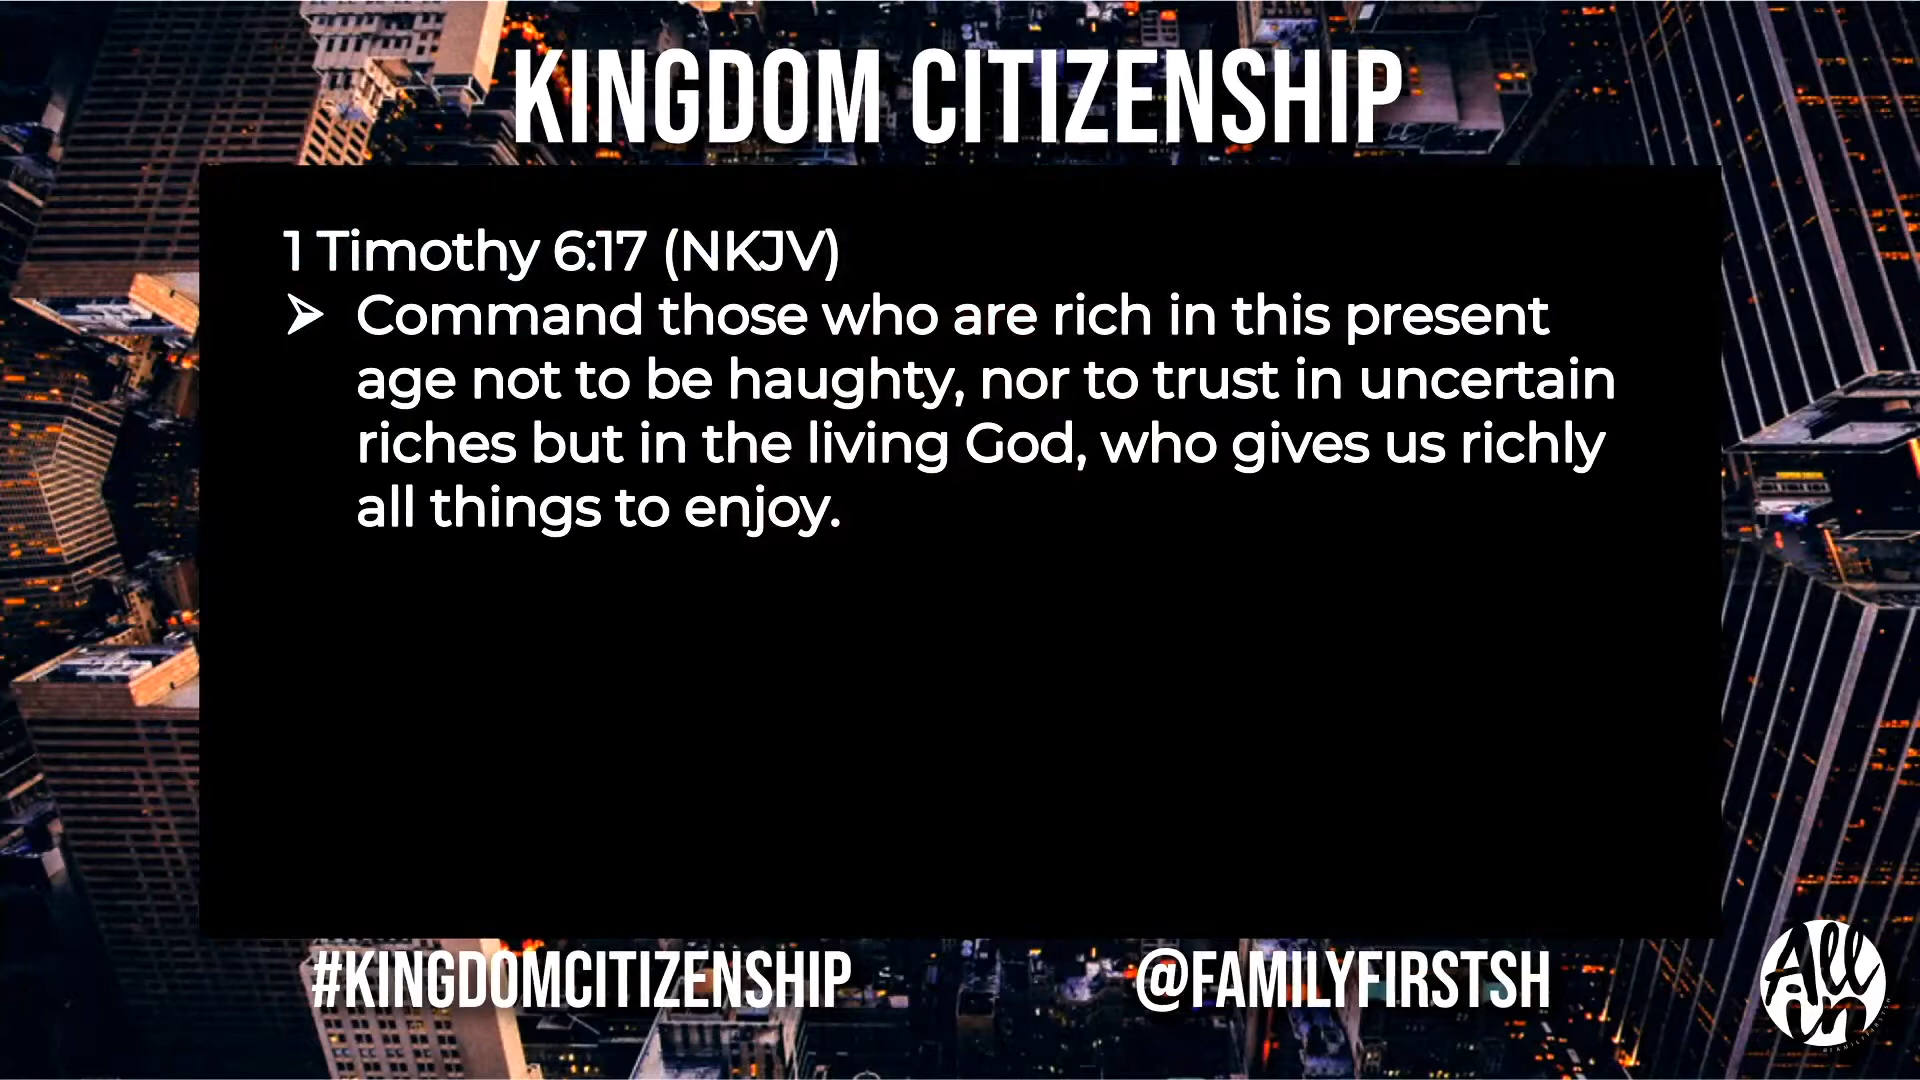 KINGDOM CITIZENSHIP
1 Timothy 6:17 (NKJV)
➢ Command those who are rich in this present
age not to be haughty, nor to trust in uncertain
riches but in the living God, who gives us richly
all things to enjoy.
#KINGDOMCITIZENSHIP
@FAMILYFIRSTSH
All
In